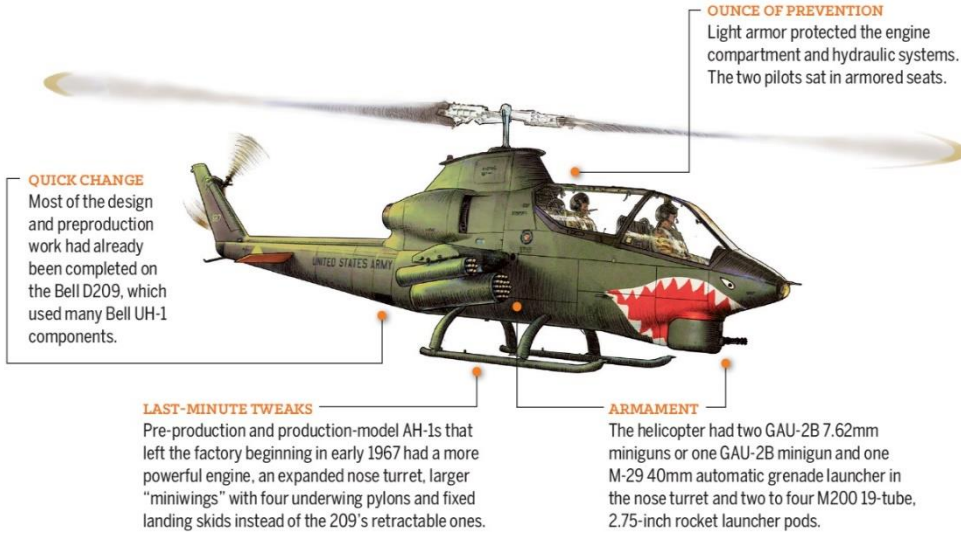 OUNCE OF PREVENTION
Light armor protected the engine
compartment and hydraulic systems.
The two pilots sat in armored seats.
QUICK CHANGE
Most of the design
and preproduction
work had already
been completed on
the Bell D209, which
used many Bell UH-1
components.
UNITED STATES ARMY
LAST-MINUTE TWEAKS
Pre-production and production-model AH-1s that
left the factory beginning in early 1967 had a more
powerful engine, an expanded nose turret, larger
“miniwings” with four underwing pylons and fixed
landing skids instead of the 209’s retractable ones.
ARMAMENT
The helicopter had two GAU-2B 7.62mm
miniguns or one GAU-2B minigun and one
M-29 40mm automatic grenade launcher in
the nose turret and two to four M200 19-tube,
2.75-inch rocket launcher pods.